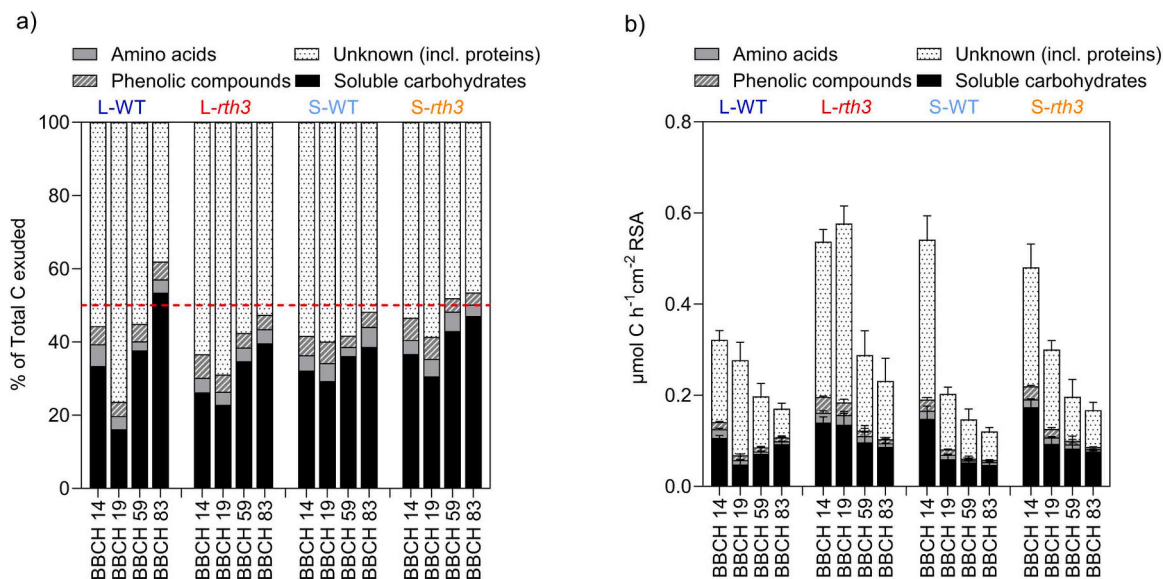 a)
Amino acids
Unknown (incl. proteins)
Phenolic compounds
Soluble carbohydrates
L-WT
L-rth3
S-WT
S-rth3
100
80
60
40
20
0
% of Total C exuded
BBCH 14
BBCH 19
BBCH 59
BBCH 83
BBCH 14
BBCH 19
BBCH 59
BBCH 83
BBCH 14
BBCH 19
BBCH 59
BBCH 83
BBCH 14
BBCH 19
BBCH 59
BBCH 83
b)
Amino acids
Unknown (incl. proteins)
Phenolic compounds
Soluble carbohydrates
L-WT
L-rth3
S-WT
S-rth3
0.8
0.6
0.4
0.2
0.0
µmol C h⁻¹cm⁻² RSA
BBCH 14
BBCH 19
BBCH 59
BBCH 83
BBCH 14
BBCH 19
BBCH 59
BBCH 83
BBCH 14
BBCH 19
BBCH 59
BBCH 83
BBCH 14
BBCH 19
BBCH 59
BBCH 83